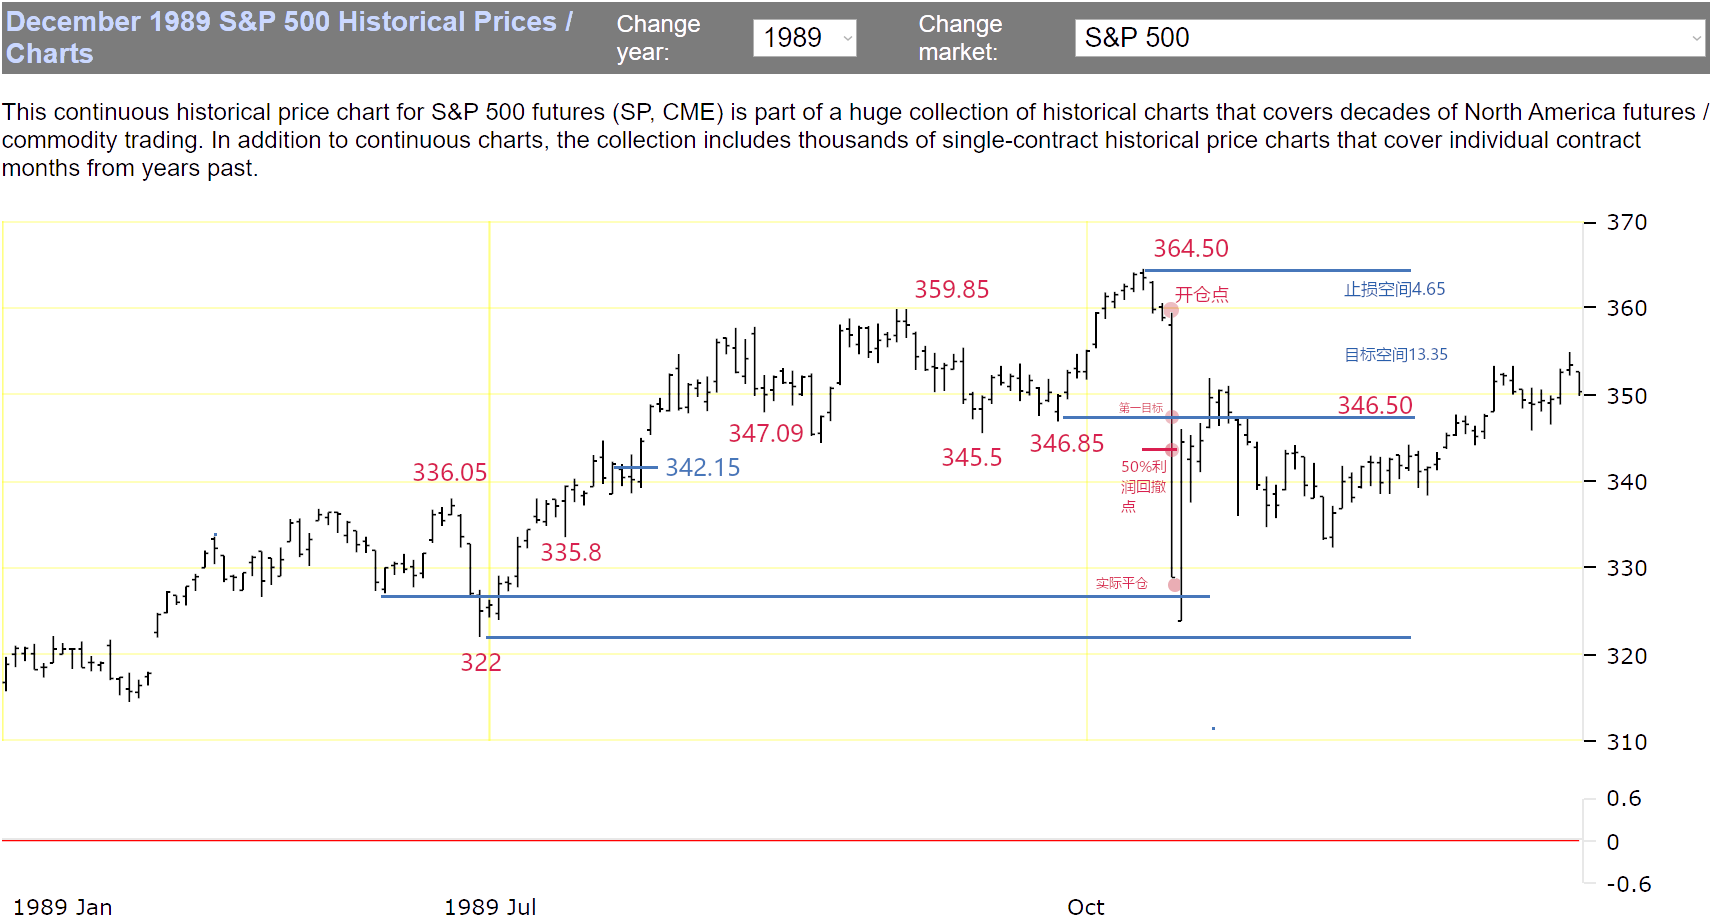 December 1989 S&P 500 Historical Prices /
Charts
Change
year:
1989
Change
market:
S&P 500
This continuous historical price chart for S&P 500 futures (SP, CME) is part of a huge collection of historical charts that covers decades of North America futures /
commodity trading. In addition to continuous charts, the collection includes thousands of single-contract historical price charts that cover individual contract
months from years past.
370
364.50
359.85
开仓点
止损空间4.65
360
目标空间13.35
350
第一目标
346.50
347.09
346.85
345.5
336.05
342.15
50%利
润回撤
点
340
335.8
330
实际平仓
322
320
310
0.6
0
-0.6
1989 Jan
1989 Jul
Oct